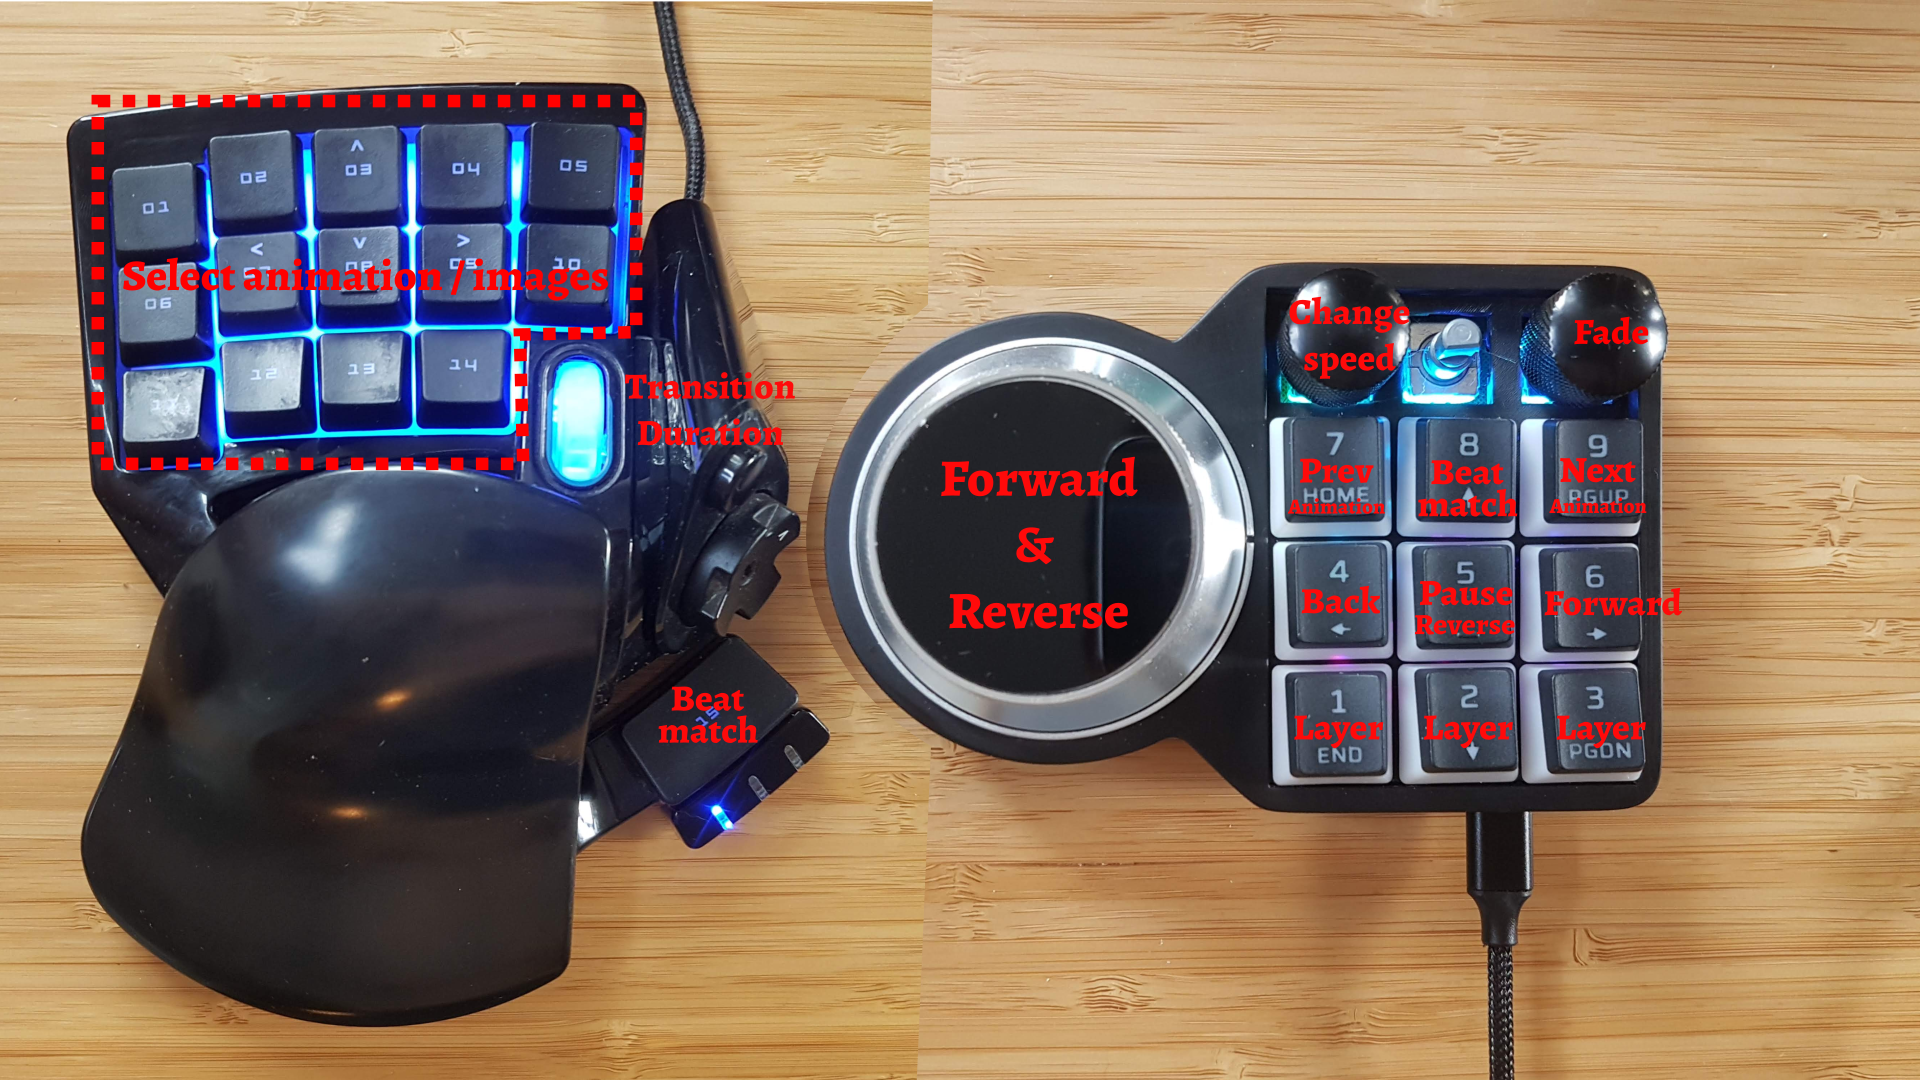 01
02
03
04
05
Select animation / images
06
10
12
13
14
Transition
Duration
Beat
match
15
Forward
&
Reverse
Change
speed
Fade
7
Prev
HOME
Animation
8
Beat
match
9
Next
PGUP
Animation
4
Back
5
Pause
Reverse
6
Forward
1
Layer
END
2
Layer
3
Layer
PGDN